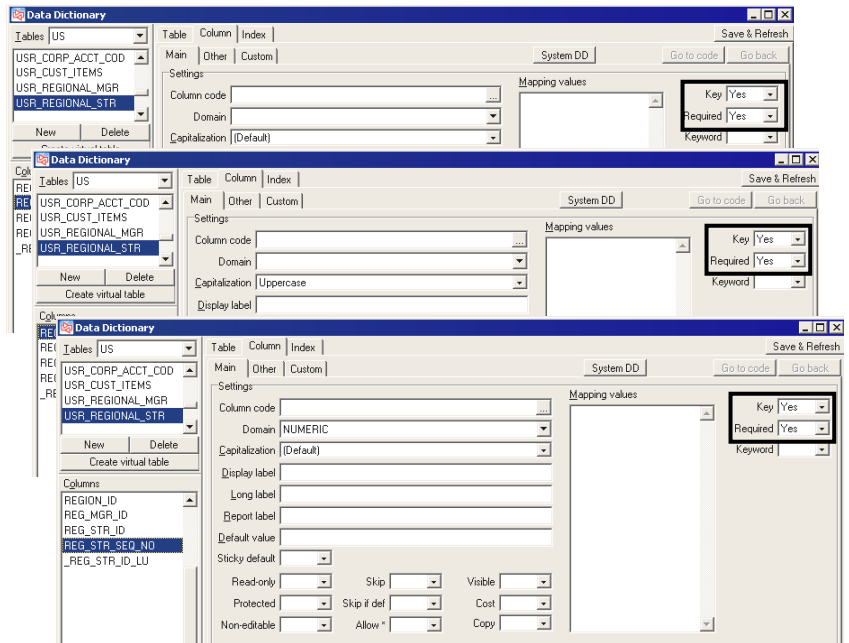 Data Dictionary
Tables US
Table Column Index
Save & Refresh
USR_CORP_ACCT_COD
USR_CUST_ITEMS
USR_REGIONAL_MGR
USR_REGIONAL_STR
Main Other Custom
System DD
Go to code Go back
Settings
Mapping values
Column code ...
Key Yes
Domain
Required Yes
Capitalization (Default)
Keyword
New Delete
Data Dictionary
Tables US
Table Column Index
Save & Refresh
USR_CORP_ACCT_COD
USR_CUST_ITEMS
USR_REGIONAL_MGR
USR_REGIONAL_STR
Main Other Custom
System DD
Go to code Go back
Settings
Mapping values
Column code ...
Key Yes
Domain
Required Yes
Capitalization Uppercase
Keyword
New Delete
Create virtual table
Display label
Data Dictionary
Tables US
Table Column Index
Save & Refresh
USR_CORP_ACCT_COD
USR_CUST_ITEMS
USR_REGIONAL_MGR
USR_REGIONAL_STR
Main Other Custom
System DD
Go to code Go back
Settings
Mapping values
Column code ...
Key Yes
Domain NUMERIC
Required Yes
Capitalization (Default)
Keyword
New Delete
Create virtual table
Display label
Columns
Long label
REGION_ID
REG_MGR_ID
REG_STR_ID
REG_STR_SEQ_NO
_REG_STR_ID_LU
Report label
Default value
Sticky default
Read-only Skip Visible
Protected Skip if def Cost
Non-editable Allow * Copy